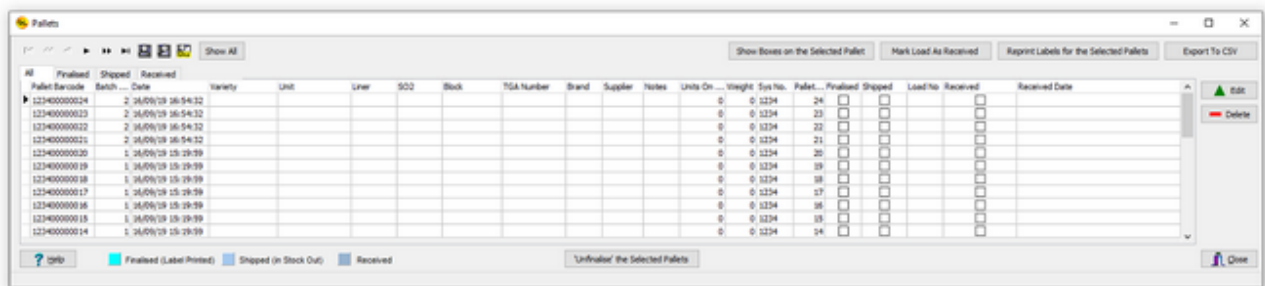 Pallets
Show All Show Boxes on the Selected Pallet Mark Load As Received Reprint Labels for the Selected Pallets Export To CSV
All Finalised Shipped Received
Pallet Barcode Batch ... Date Variety Unit Liner SO2 Block TGA Number Brand Supplier Notes Units On ... Weight Sys No. Pallet... Finalised Shipped Load No Received Received Date
123400000024 2 16/09/19 16:54:32 0 0 1234 24
Edit
123400000023 2 16/09/19 16:54:32 0 0 1234 23
Delete
123400000022 2 16/09/19 16:54:32 0 0 1234 22
123400000021 2 16/09/19 16:54:32 0 0 1234 21
123400000020 1 16/09/19 15:19:59 0 0 1234 20
123400000019 1 16/09/19 15:19:59 0 0 1234 19
123400000018 1 16/09/19 15:19:59 0 0 1234 18
123400000017 1 16/09/19 15:19:59 0 0 1234 17
123400000016 1 16/09/19 15:19:59 0 0 1234 16
123400000015 1 16/09/19 15:19:59 0 0 1234 15
123400000014 1 16/09/19 15:19:59 0 0 1234 14
Help Finalised (Label Printed) Shipped (in Stock Out) Received 'Unfinalise' the Selected Pallets Close